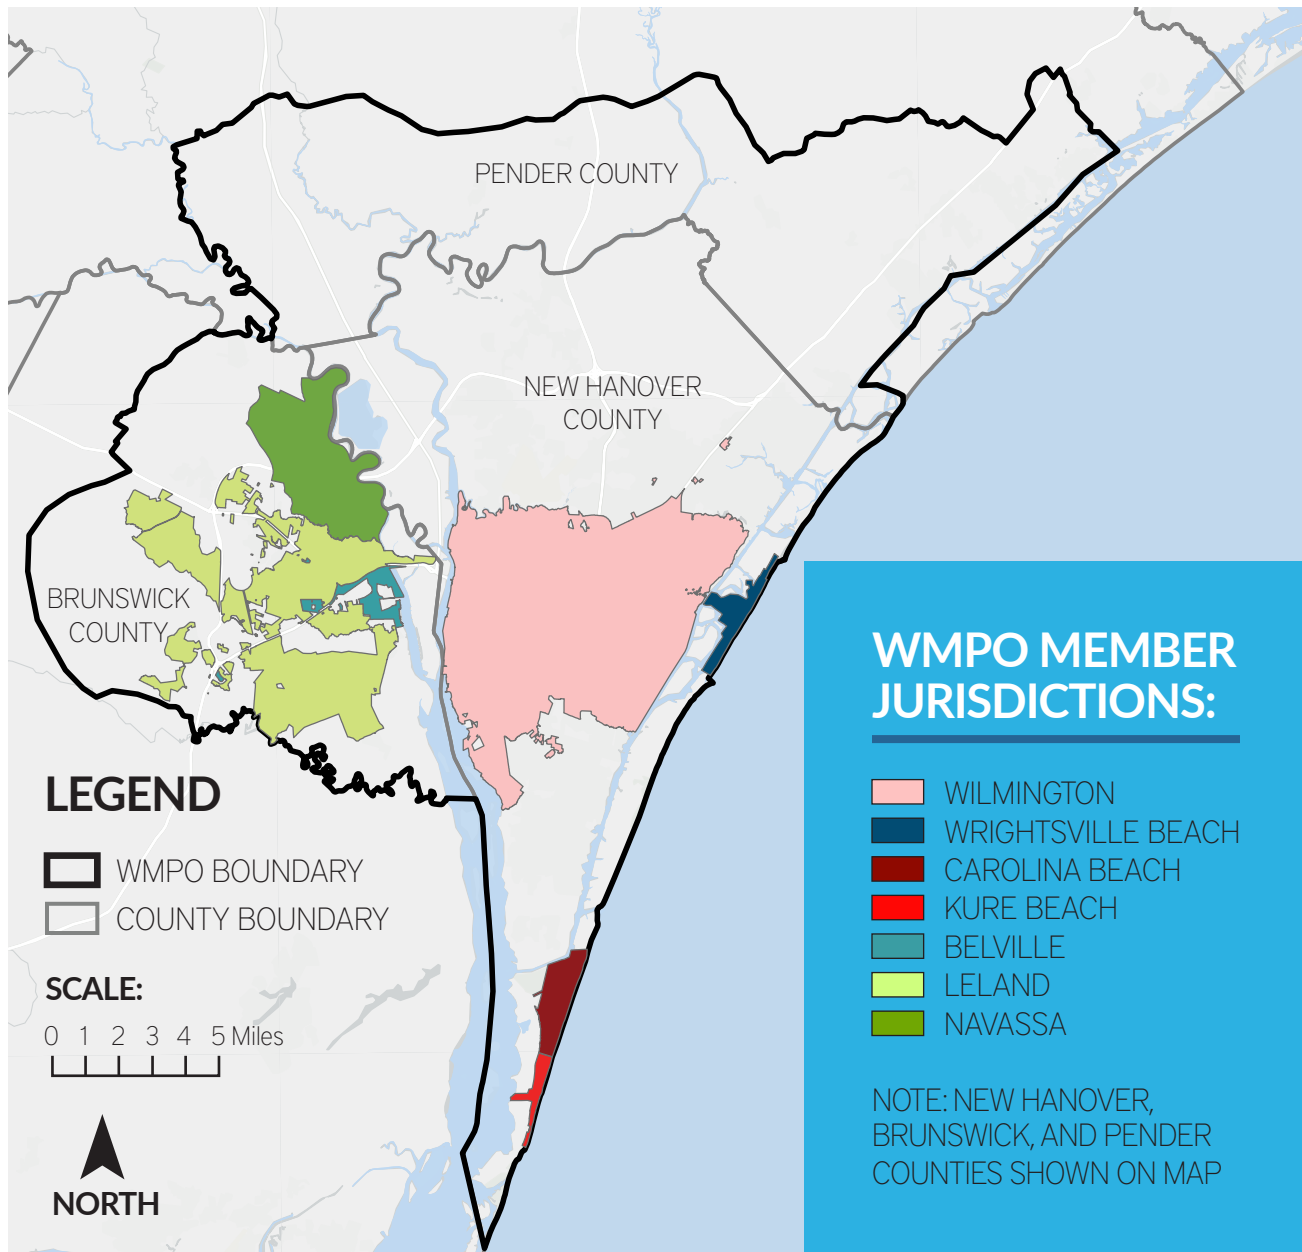 PENDER COUNTY
NEW HANOVER
COUNTY
BRUNSWICK
COUNTY
LEGEND
WMPO BOUNDARY
COUNTY BOUNDARY
SCALE:
0 1 2 3 4 5 Miles
NORTH
WMPO MEMBER
JURISDICTIONS:
WILMINGTON
WRIGHTSVILLE BEACH
CAROLINA BEACH
KURE BEACH
BELVILLE
LELAND
NAVASSA
NOTE: NEW HANOVER,
BRUNSWICK, AND PENDER
COUNTIES SHOWN ON MAP